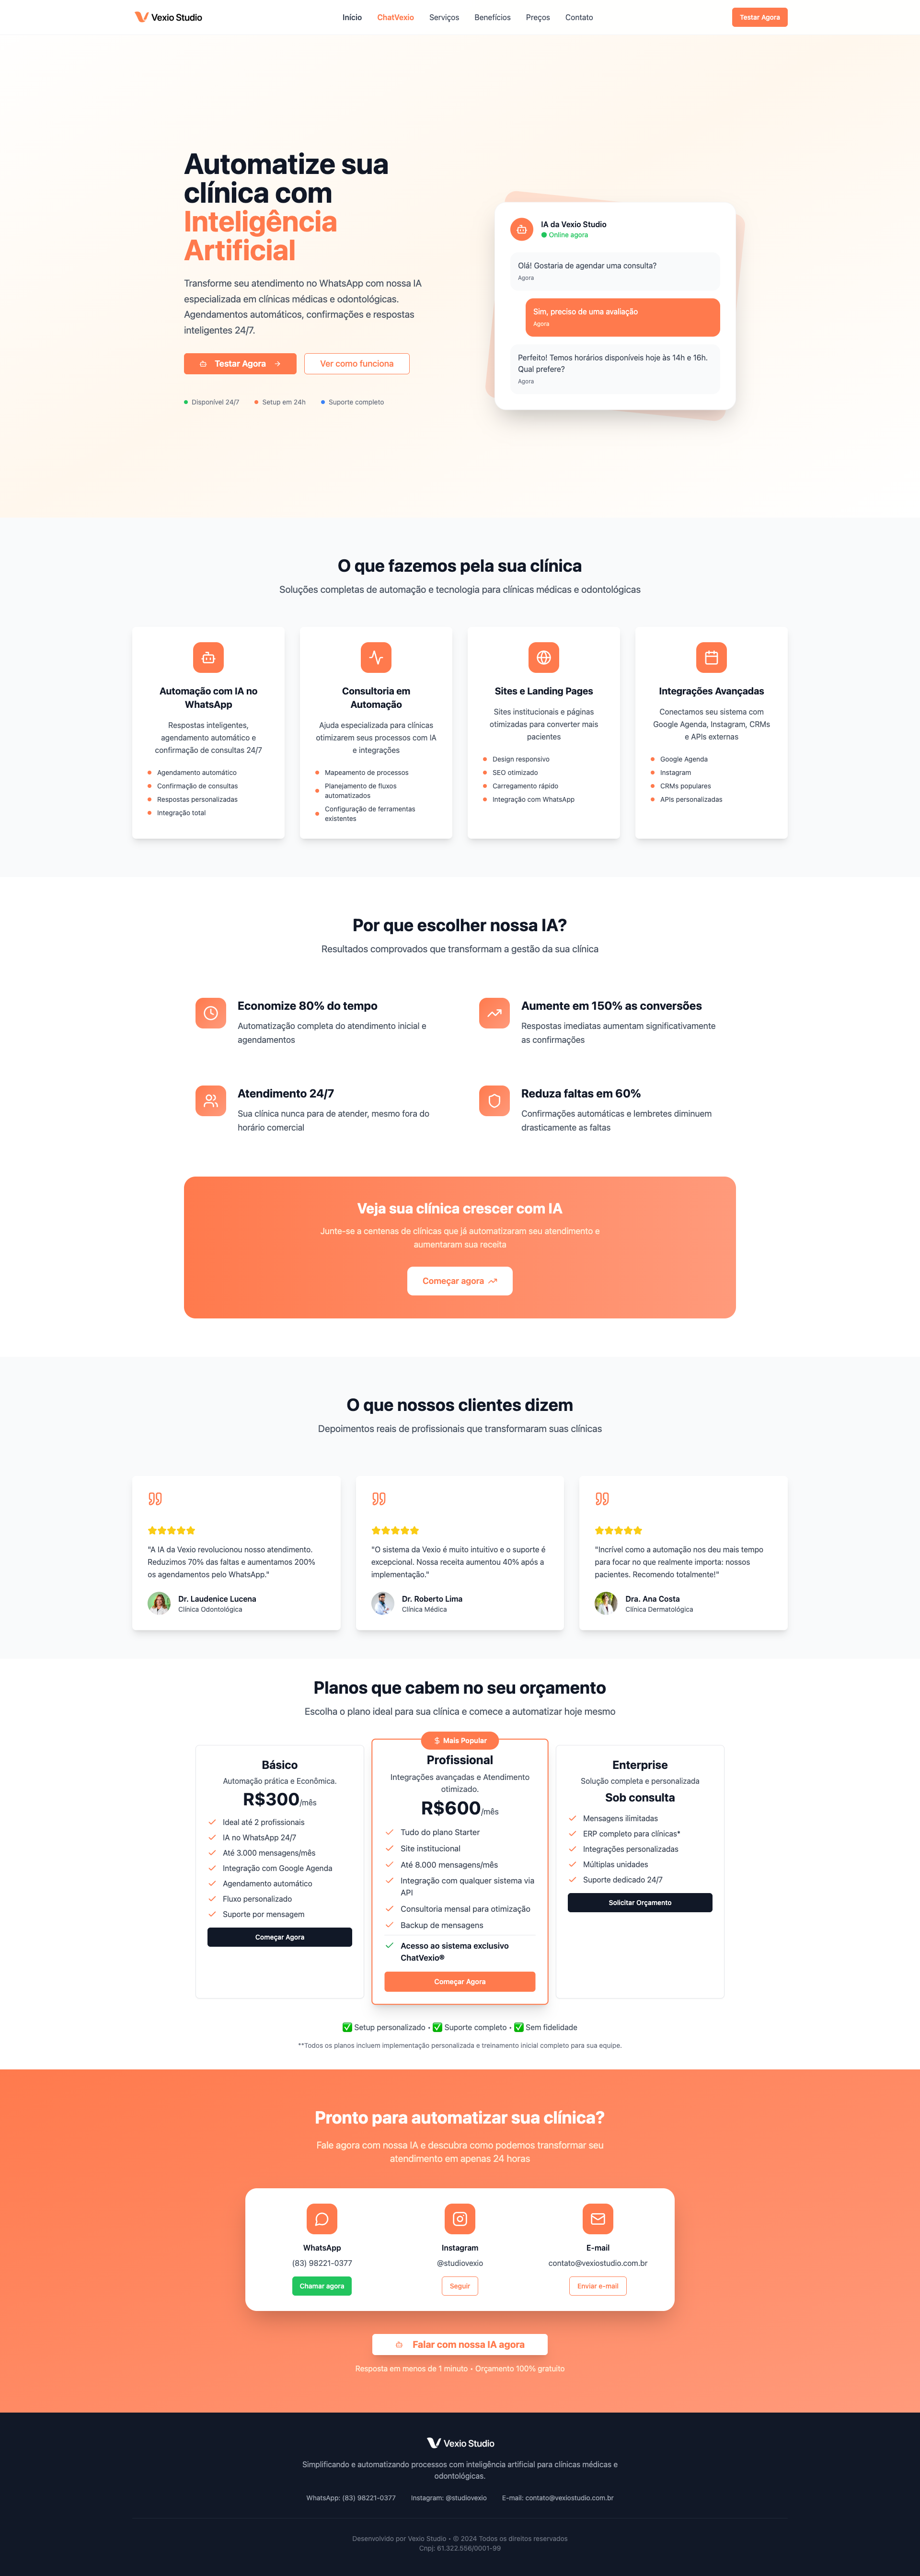 Vexio Studio
Início
ChatVexio
Serviços
Benefícios
Preços
Contato
Testar Agora
Automatize sua
clínica com
Inteligência
Artificial
Transforme seu atendimento no WhatsApp com nossa IA
especializada em clínicas médicas e odontológicas.
Agendamentos automáticos, confirmações e respostas
inteligentes 24/7.
Testar Agora
Ver como funciona
Disponível 24/7
Setup em 24h
Suporte completo
IA da Vexio Studio
Online agora
Olá! Gostaria de agendar uma consulta?
Agora
Sim, preciso de uma avaliação
Agora
Perfeito! Temos horários disponíveis hoje às 14h e 16h.
Qual prefere?
Agora
O que fazemos pela sua clínica
Soluções completas de automação e tecnologia para clínicas médicas e odontológicas
Automação com IA no
WhatsApp
Respostas inteligentes,
agendamento automático e
confirmação de consultas 24/7
Agendamento automático
Confirmação de consultas
Respostas personalizadas
Integração total
Consultoria em
Automação
Ajuda especializada para clínicas
otimizarem seus processos com IA
e integrações
Mapeamento de processos
Planejamento de fluxos
automatizados
Configuração de ferramentas
existentes
Sites e Landing Pages
Sites institucionais e páginas
otimizadas para converter mais
pacientes
Design responsivo
SEO otimizado
Carregamento rápido
Integração com WhatsApp
Integrações Avançadas
Conectamos seu sistema com
Google Agenda, Instagram, CRMs
e APIs externas
Google Agenda
Instagram
CRMs populares
APIs personalizadas
Por que escolher nossa IA?
Resultados comprovados que transformam a gestão da sua clínica
Economize 80% do tempo
Automatização completa do atendimento inicial e
agendamentos
Aumente em 150% as conversões
Respostas imediatas aumentam significativamente
as confirmações
Atendimento 24/7
Sua clínica nunca para de atender, mesmo fora do
horário comercial
Reduza faltas em 60%
Confirmações automáticas e lembretes diminuem
drasticamente as faltas
Veja sua clínica crescer com IA
Junte-se a centenas de clínicas que já automatizaram seu atendimento e
aumentaram sua receita
Começar agora
O que nossos clientes dizem
Depoimentos reais de profissionais que transformaram suas clínicas
"A IA da Vexio revolucionou nosso atendimento.
Reduzimos 70% das faltas e aumentamos 200%
os agendamentos pelo WhatsApp."
Dr. Laudenice Lucena
Clínica Odontológica
"O sistema da Vexio é muito intuitivo e o suporte é
excepcional. Nossa receita aumentou 40% após a
implementação."
Dr. Roberto Lima
Clínica Médica
"Incrível como a automação nos deu mais tempo
para focar no que realmente importa: nossos
pacientes. Recomendo totalmente!"
Dra. Ana Costa
Clínica Dermatológica
Planos que cabem no seu orçamento
Escolha o plano ideal para sua clínica e comece a automatizar hoje mesmo
Básico
Automação prática e Econômica.
R$300/mês
Ideal até 2 profissionais
IA no WhatsApp 24/7
Até 3.000 mensagens/mês
Integração com Google Agenda
Agendamento automático
Fluxo personalizado
Suporte por mensagem
Começar Agora
$ Mais Popular
Profissional
Integrações avançadas e Atendimento
otimizado.
R$600/mês
Tudo do plano Starter
Site institucional
Até 8.000 mensagens/mês
Integração com qualquer sistema via
API
Consultoria mensal para otimização
Backup de mensagens
Acesso ao sistema exclusivo
ChatVexio®
Começar Agora
Enterprise
Solução completa e personalizada
Sob consulta
Mensagens ilimitadas
ERP completo para clínicas*
Integrações personalizadas
Múltiplas unidades
Suporte dedicado 24/7
Solicitar Orçamento
✅ Setup personalizado • ✅ Suporte completo • ✅ Sem fidelidade
**Todos os planos incluem implementação personalizada e treinamento inicial completo para sua equipe.
Pronto para automatizar sua clínica?
Fale agora com nossa IA e descubra como podemos transformar seu
atendimento em apenas 24 horas
WhatsApp
(83) 98221-0377
Chamar agora
Instagram
@studiovexio
Seguir
E-mail
contato@vexiostudio.com.br
Enviar e-mail
Falar com nossa IA agora
Resposta em menos de 1 minuto • Orçamento 100% gratuito
Vexio Studio
Simplificando e automatizando processos com inteligência artificial para clínicas médicas e
odontológicas.
WhatsApp: (83) 98221-0377
Instagram: @studiovexio
E-mail: contato@vexiostudio.com.br
Desenvolvido por Vexio Studio • © 2024 Todos os direitos reservados
Cnpj: 61.322.556/0001-99